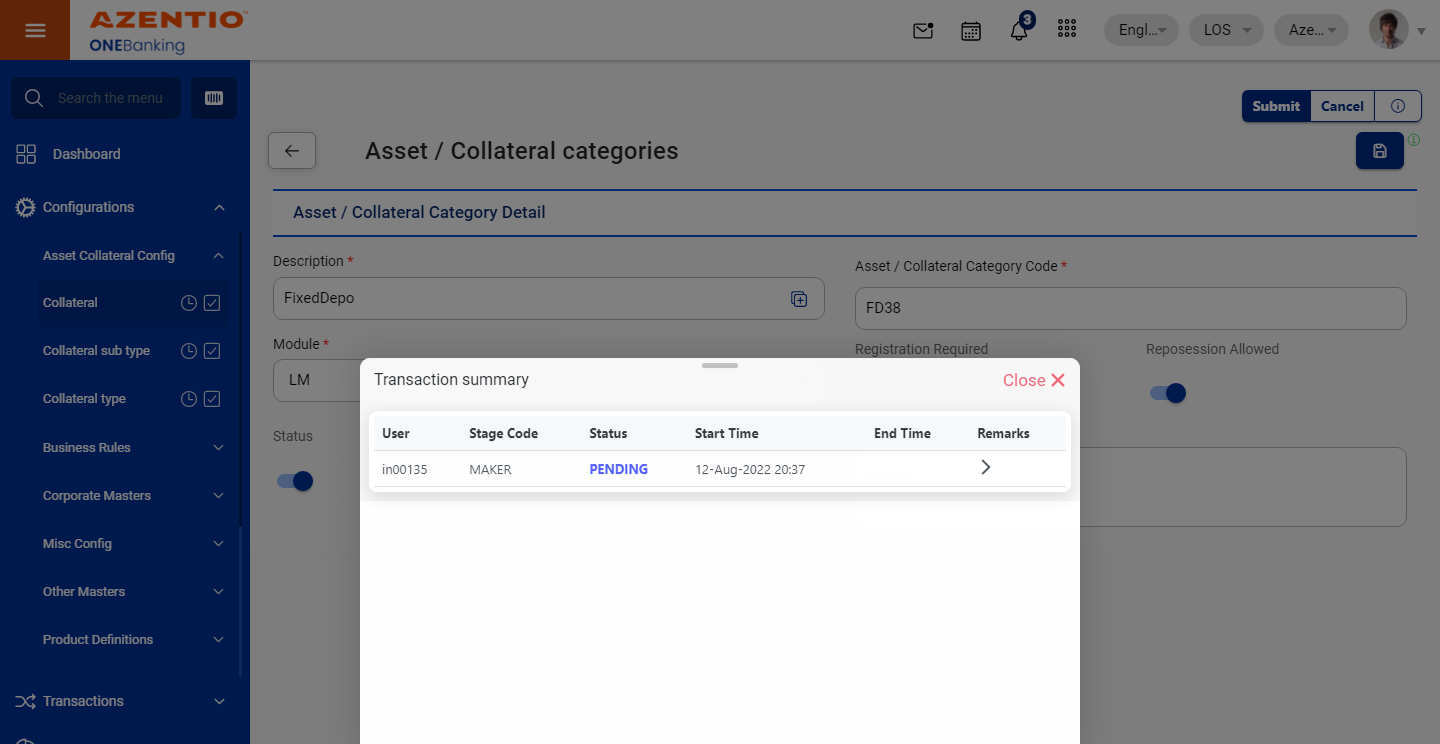 AZENTIO™
ONEBanking
3
Engl...
LOS
Aze...
Search the menu
Dashboard
Configurations
Asset Collateral Config
Collateral
Collateral sub type
Collateral type
Business Rules
Corporate Masters
Misc Config
Other Masters
Product Definitions
Transactions
Submit
Cancel
Asset / Collateral categories
Asset / Collateral Category Detail
Description *
FixedDepo
Asset / Collateral Category Code *
FD38
Module *
LM
Registration Required
Reposession Allowed
Status
Transaction summary
Close
User Stage Code Status Start Time End Time Remarks
in00135 MAKER PENDING 12-Aug-2022 20:37